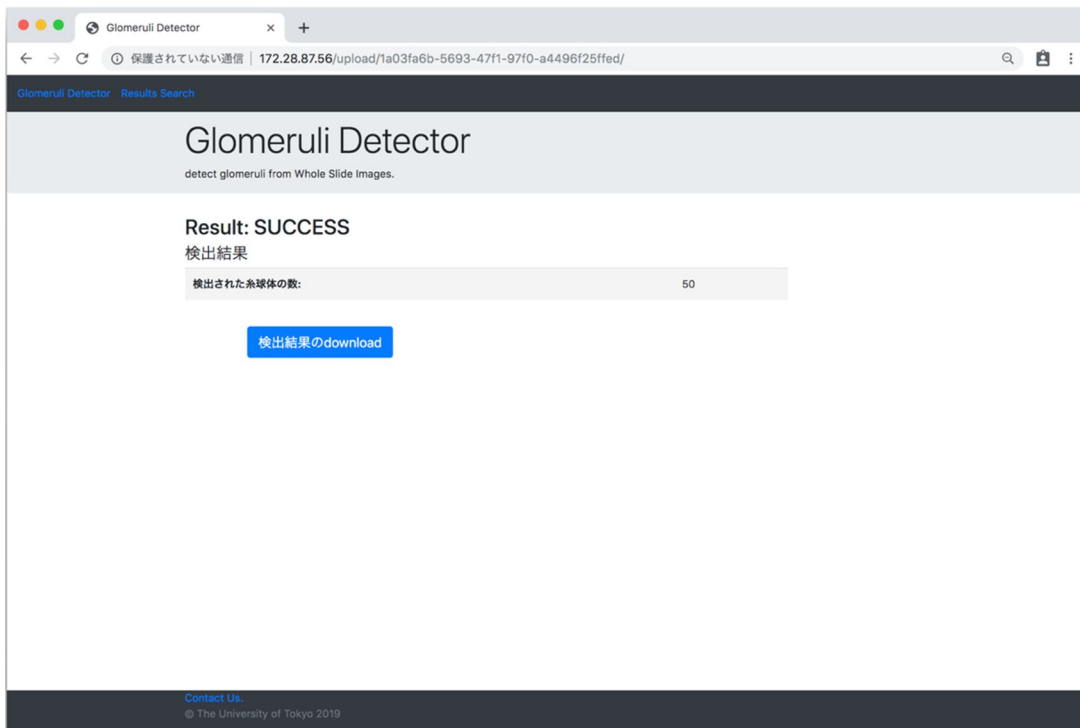 Glomeruli Detector
保護されていない通信 172.28.87.56/upload/1a03fa6b-5693-47f1-97f0-a4496f25ffed/
Glomeruli Detector Results Search
Glomeruli Detector
detect glomeruli from Whole Slide Images.
Result: SUCCESS
検出結果
検出された糸球体の数: 50
検出結果のdownload
Contact Us.
© The University of Tokyo 2019